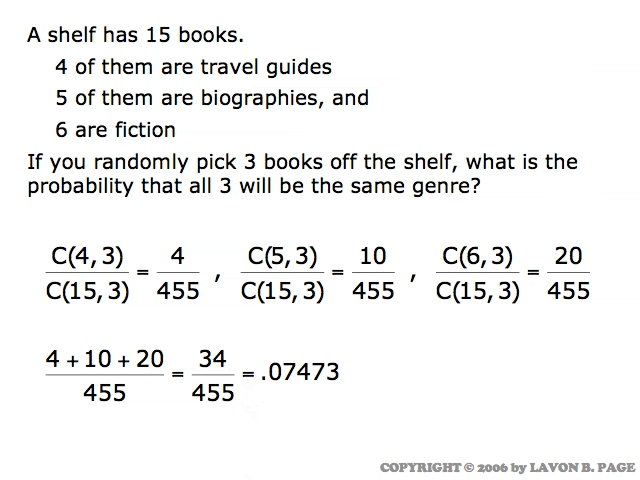 A shelf has 15 books.
4 of them are travel guides
5 of them are biographies, and
6 are fiction
If you randomly pick 3 books off the shelf, what is the
probability that all 3 will be the same genre?
C(4, 3) / C(15, 3) = 4 / 455 , C(5, 3) / C(15, 3) = 10 / 455 , C(6, 3) / C(15, 3) = 20 / 455
4 + 10 + 20 / 455 = 34 / 455 = .07473
COPYRIGHT © 2006 by LAVON B. PAGE